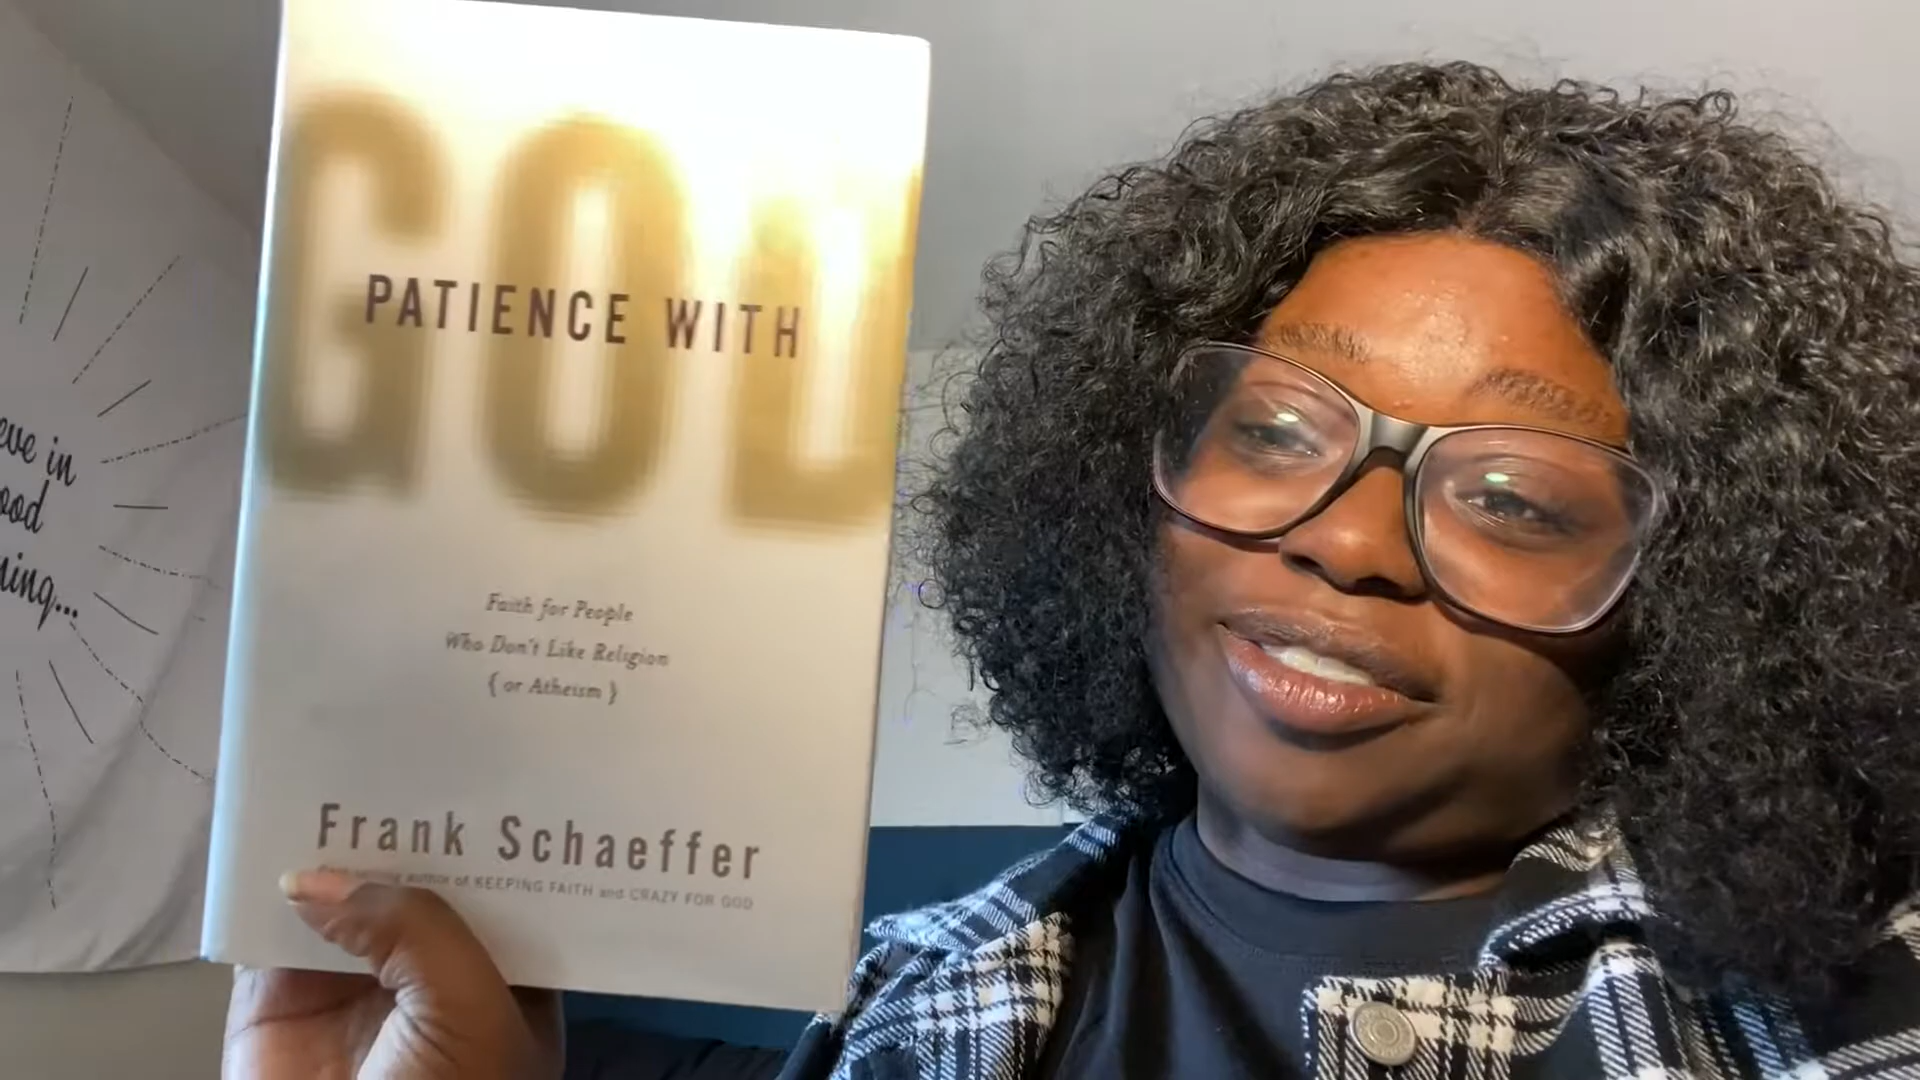 eve in
ood
ning...
GOD
PATIENCE WITH
Faith for People
Who Don't Like Religion
{ or Atheism }
Frank Schaeffer
author of KEEPING FAITH and CRAZY FOR GOD